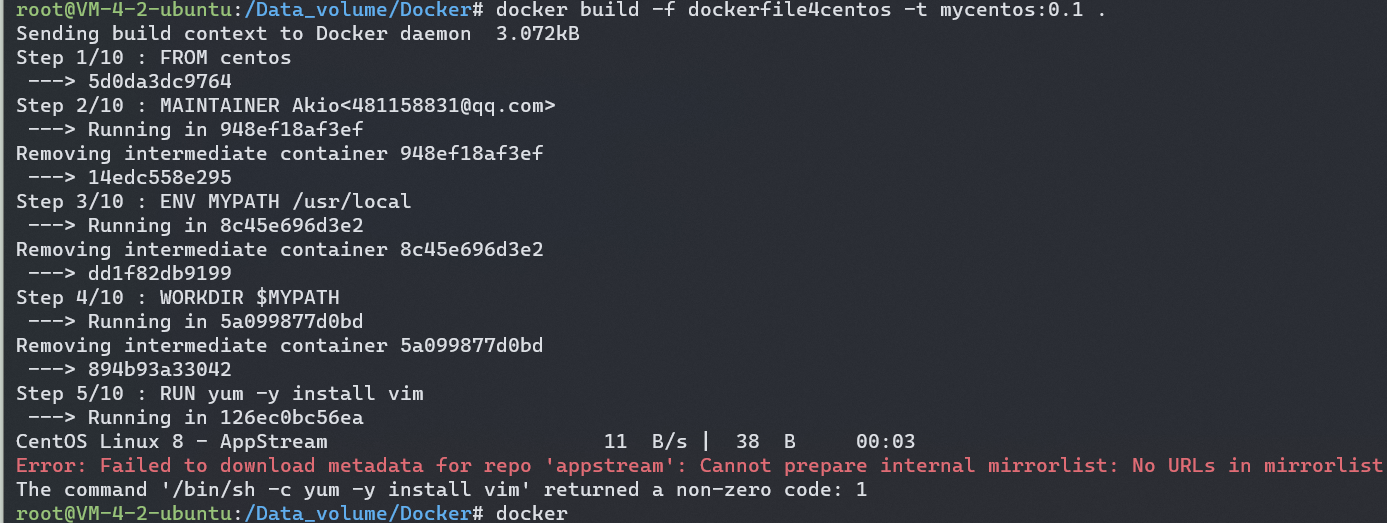 root@VM-4-2-ubuntu:/Data_volume/Docker# docker build -f dockerfile4centos -t mycentos:0.1 .
Sending build context to Docker daemon  3.072kB
Step 1/10 : FROM centos
 ---> 5d0da3dc9764
Step 2/10 : MAINTAINER Akio<481158831@qq.com>
 ---> Running in 948ef18af3ef
Removing intermediate container 948ef18af3ef
 ---> 14edc558e295
Step 3/10 : ENV MYPATH /usr/local
 ---> Running in 8c45e696d3e2
Removing intermediate container 8c45e696d3e2
 ---> dd1f82db9199
Step 4/10 : WORKDIR $MYPATH
 ---> Running in 5a099877d0bd
Removing intermediate container 5a099877d0bd
 ---> 894b93a33042
Step 5/10 : RUN yum -y install vim
 ---> Running in 126ec0bc56ea
CentOS Linux 8 - AppStream                       11  B/s |  38  B     00:03
Error: Failed to download metadata for repo 'appstream': Cannot prepare internal mirrorlist: No URLs in mirrorlist
The command '/bin/sh -c yum -y install vim' returned a non-zero code: 1
root@VM-4-2-ubuntu:/Data_volume/Docker# docker